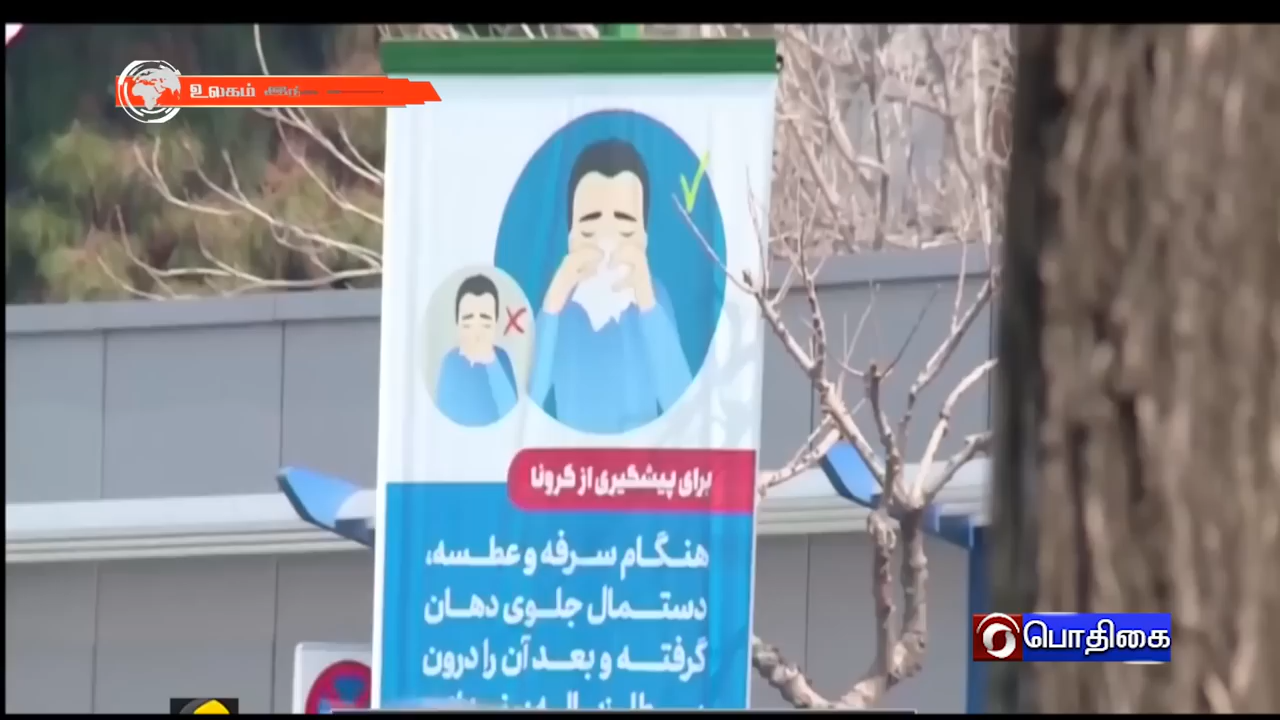 உலகம்
برای پیشگیری از کرونا
هنگام سرفه و عطسه،
دستمال جلوی دهان
گرفته و بعد آن را درون
பொதிகை